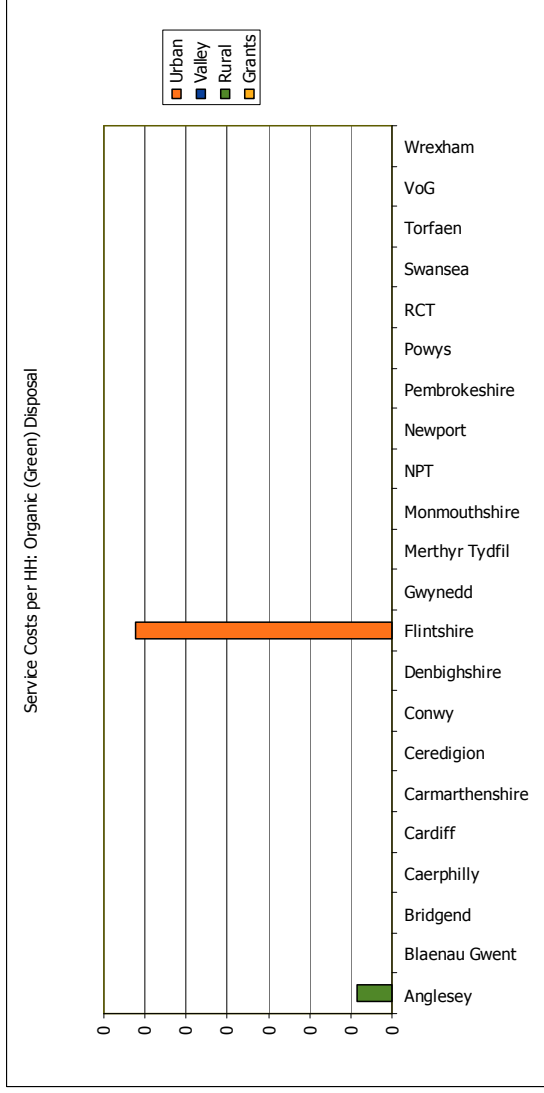 Service Costs per HH: Organic (Green) Disposal
Urban
Valley
Rural
Grants
0
0
0
0
0
0
0
0
Anglesey
Blaenau Gwent
Bridgend
Caerphilly
Cardiff
Carmarthenshire
Ceredigion
Conwy
Denbighshire
Flintshire
Gwynedd
Merthyr Tydfil
Monmouthshire
NPT
Newport
Pembrokeshire
Powys
RCT
Swansea
Torfaen
VoG
Wrexham